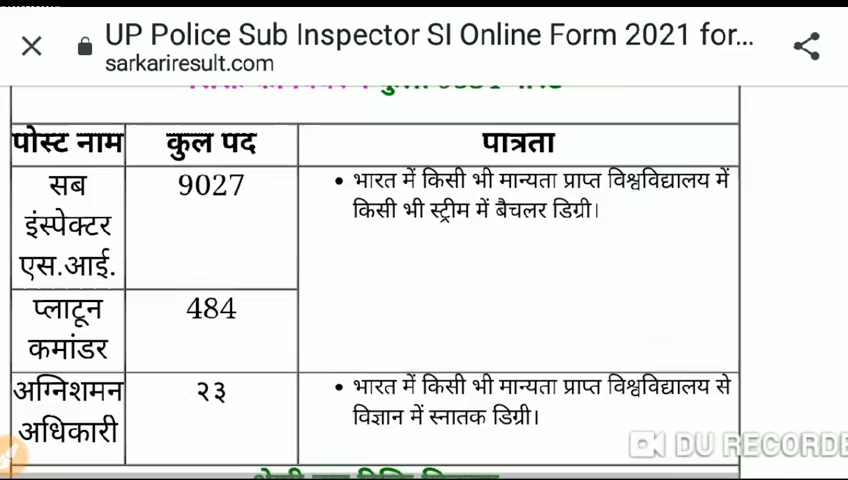 UP Police Sub Inspector SI Online Form 2021 for...
sarkariresult.com
पोस्ट नाम
कुल पद
पात्रता
सब
इंस्पेक्टर
एस.आई.
9027
• भारत में किसी भी मान्यता प्राप्त विश्वविद्यालय में
किसी भी स्ट्रीम में बैचलर डिग्री।
प्लाटून
कमांडर
484
अग्निशमन
अधिकारी
२३
• भारत में किसी भी मान्यता प्राप्त विश्वविद्यालय से
विज्ञान में स्नातक डिग्री।
DU RECORDE